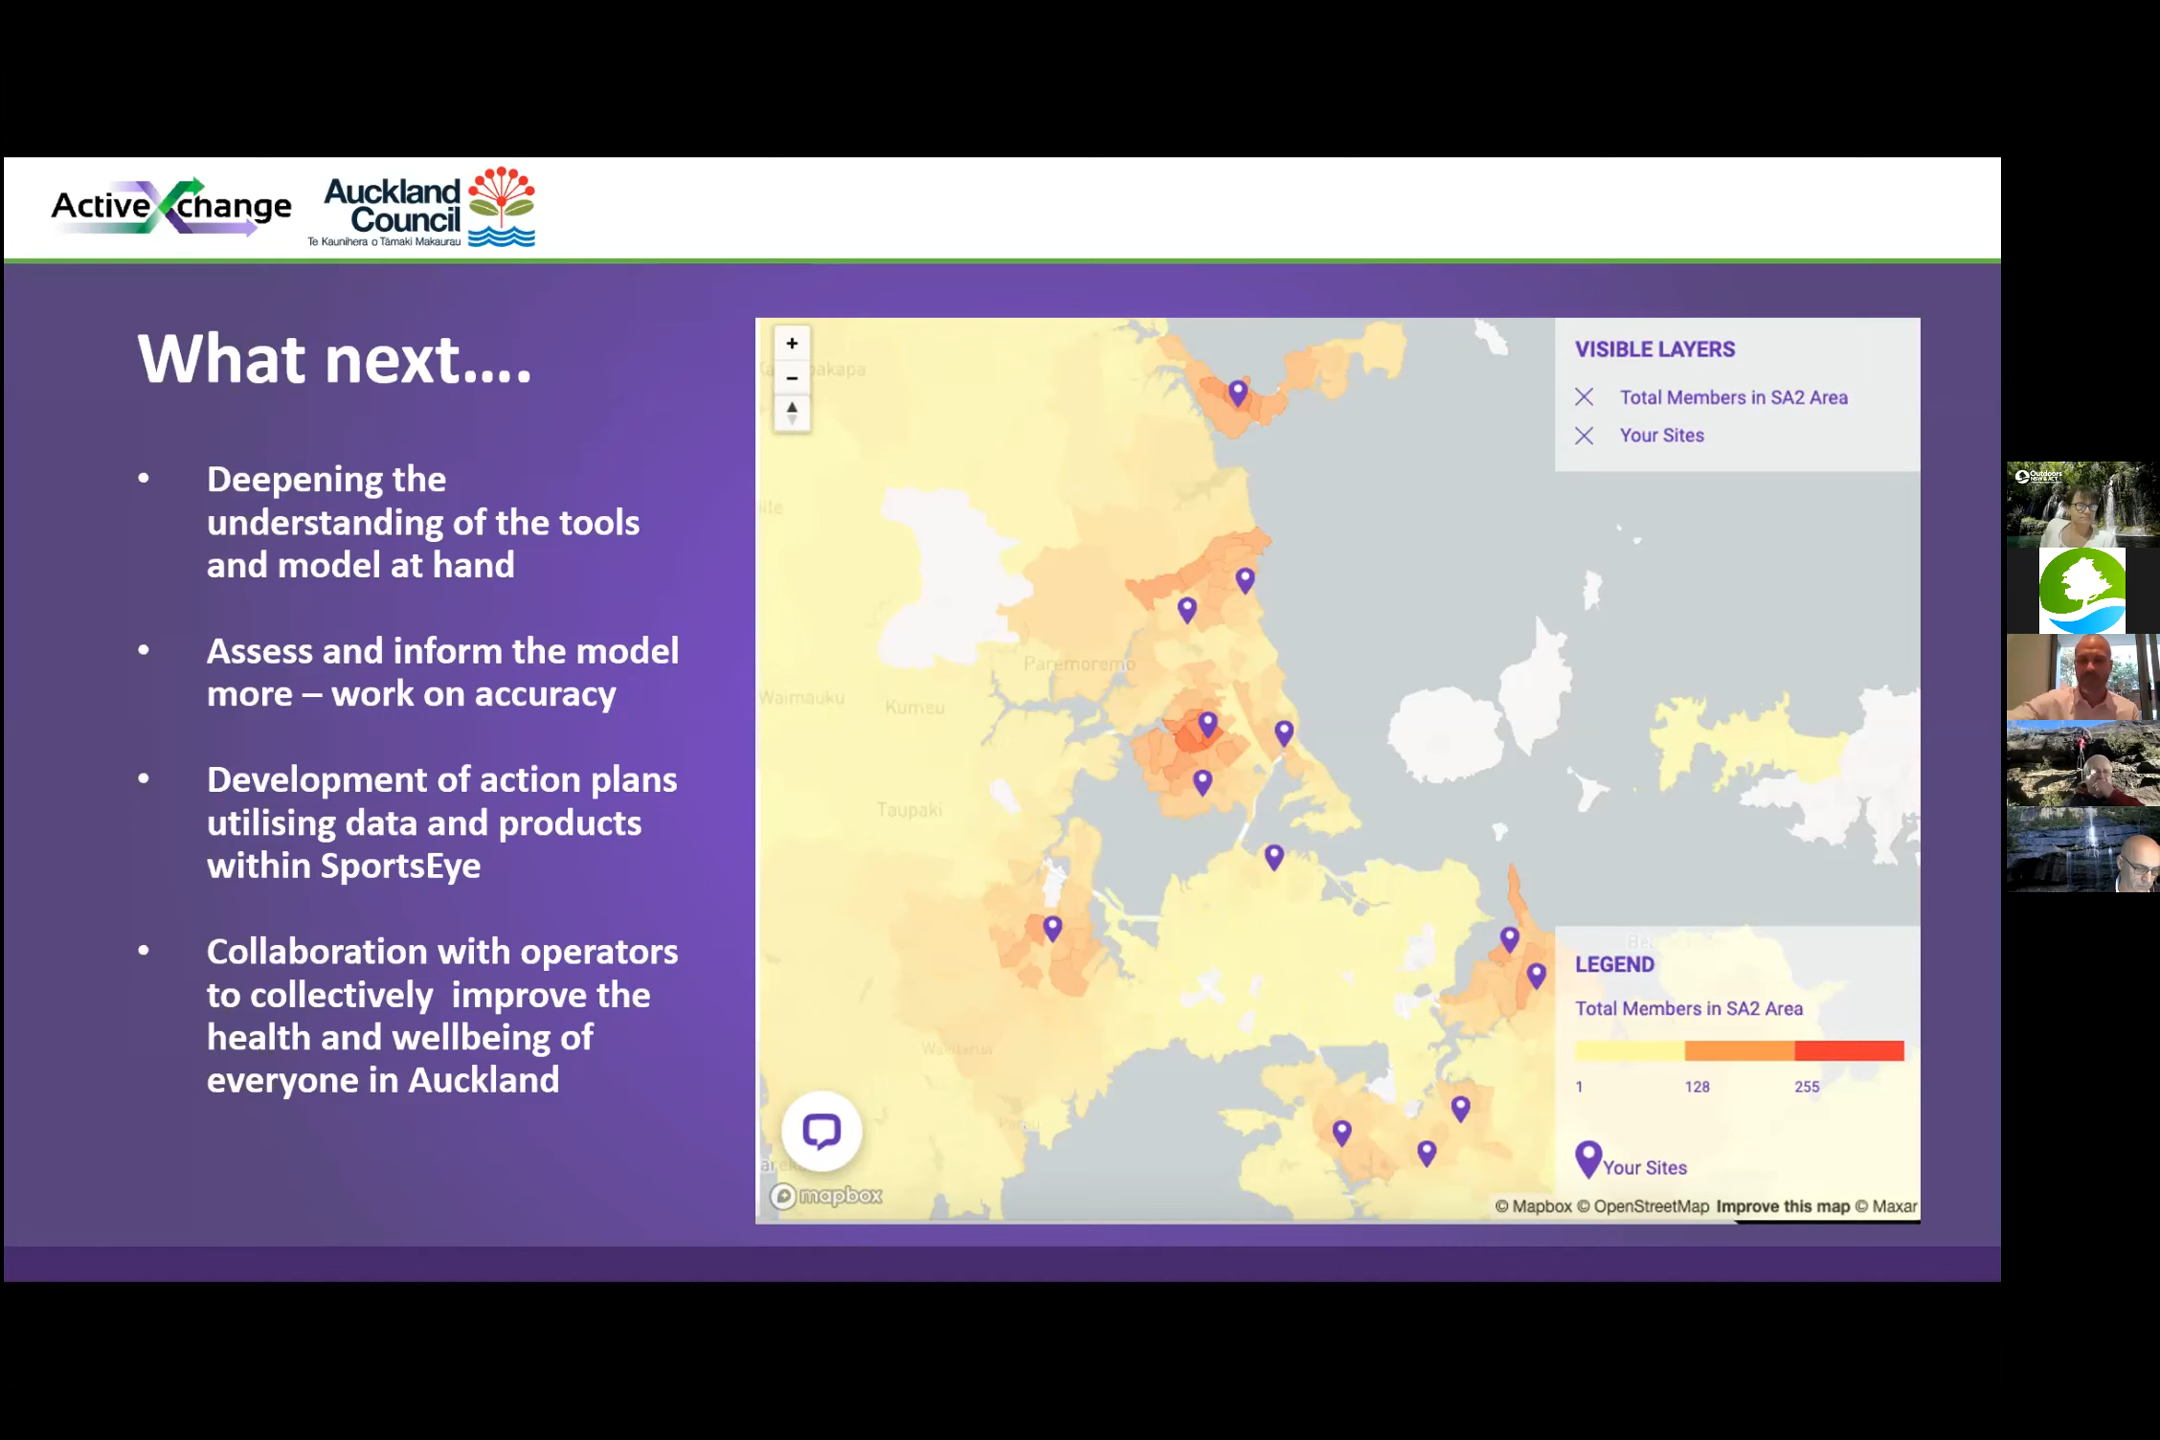 ActiveXchange
Auckland
Council
Te Kaunihera o Tāmaki Makaurau
What next....
• Deepening the
understanding of the tools
and model at hand
• Assess and inform the model
more – work on accuracy
• Development of action plans
utilising data and products
within SportsEye
• Collaboration with operators
to collectively improve the
health and wellbeing of
everyone in Auckland
+
−
VISIBLE LAYERS
Total Members in SA2 Area
Your Sites
Paremoremo
Waimauku
Kumeu
Taupaki
LEGEND
Total Members in SA2 Area
1 128 255
Your Sites
mapbox
© Mapbox © OpenStreetMap Improve this map © Maxar
Outdoors
NSW & ACT